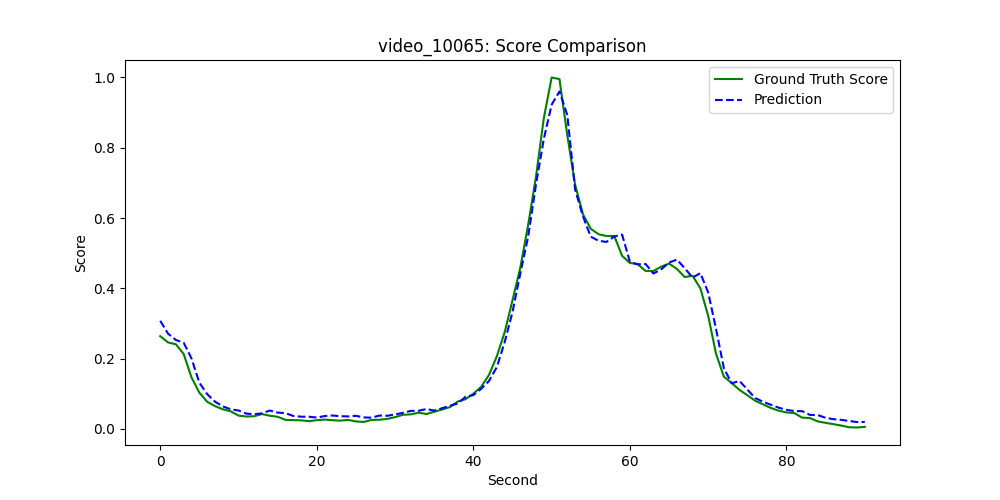 video_10065: Score Comparison
Ground Truth Score
Prediction
1.0
0.8
0.6
0.4
0.2
0.0
Score
0 20 40 60 80
Second